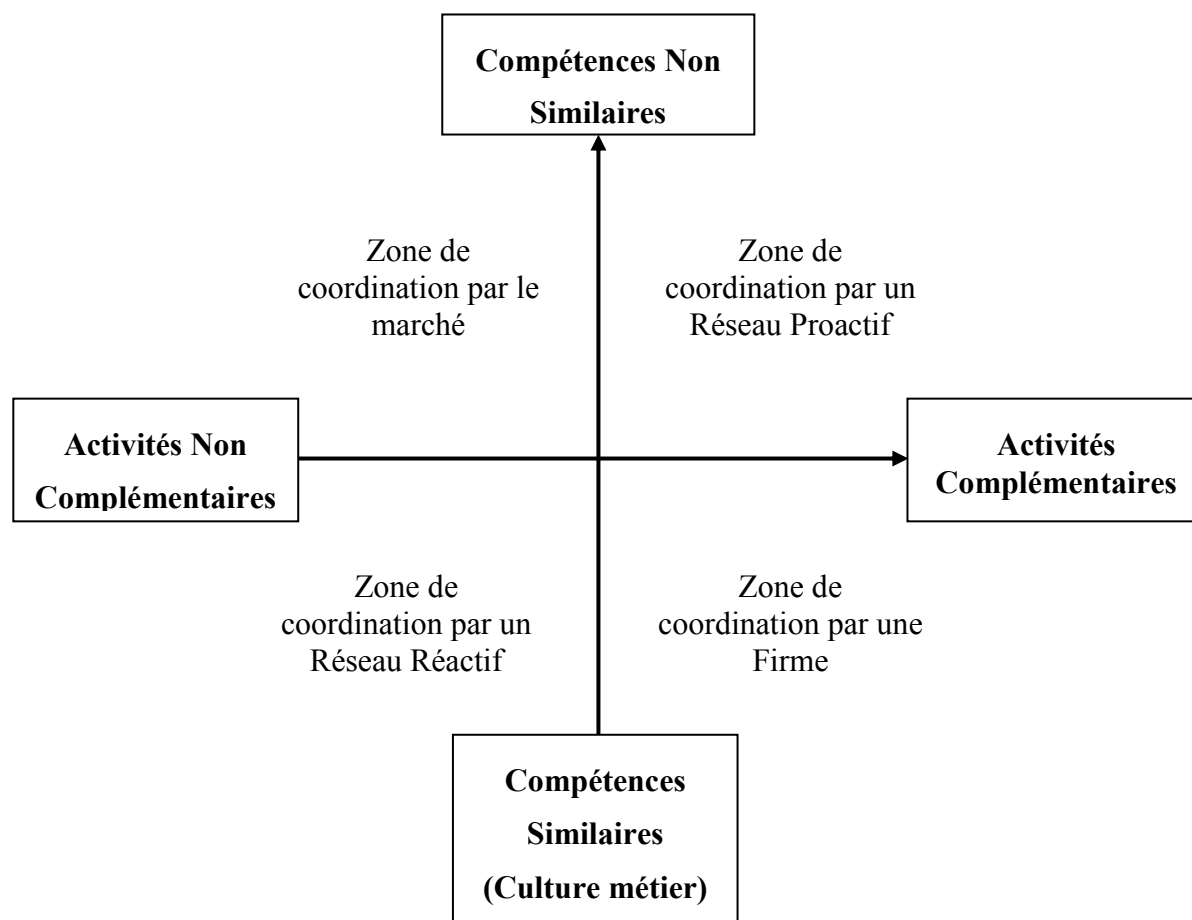 Compétences Non
Similaires
Zone de
coordination par le
marché
Zone de
coordination par un
Réseau Proactif
Activités Non
Complémentaires
Activités
Complémentaires
Zone de
coordination par un
Réseau Réactif
Zone de
coordination par une
Firme
Compétences
Similaires
(Culture métier)